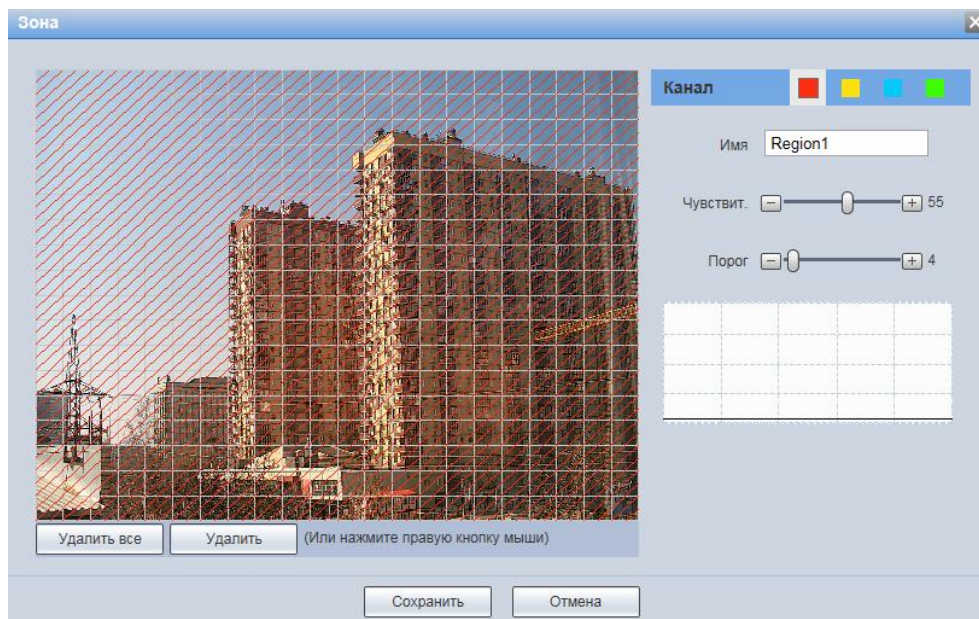 Зона
Канал
Имя Region1
Чувствит. 55
Порог 4
Удалить все Удалить (Или нажмите правую кнопку мыши)
Сохранить Отмена